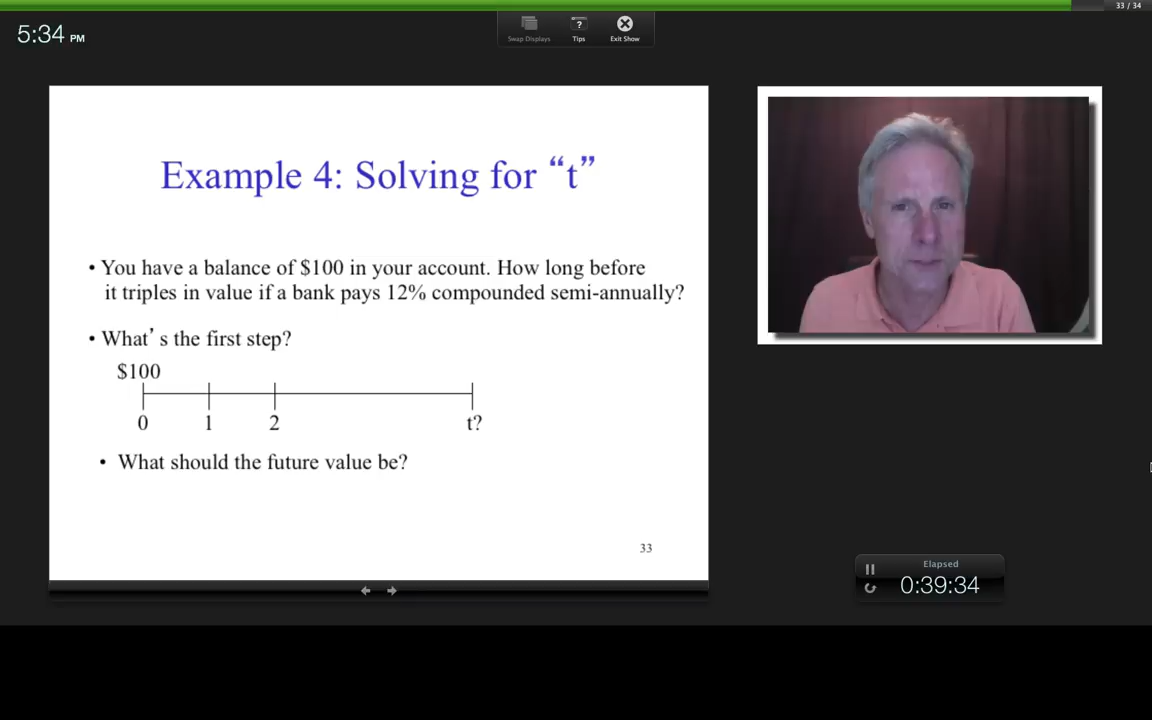 33 / 34
5:34 PM
?
Swap Displays
Tips
Exit Show
Example 4: Solving for “t”
• You have a balance of $100 in your account. How long before
it triples in value if a bank pays 12% compounded semi-annually?
• What’s the first step?
$100
0 1 2 t?
• What should the future value be?
33
Elapsed
0:39:34